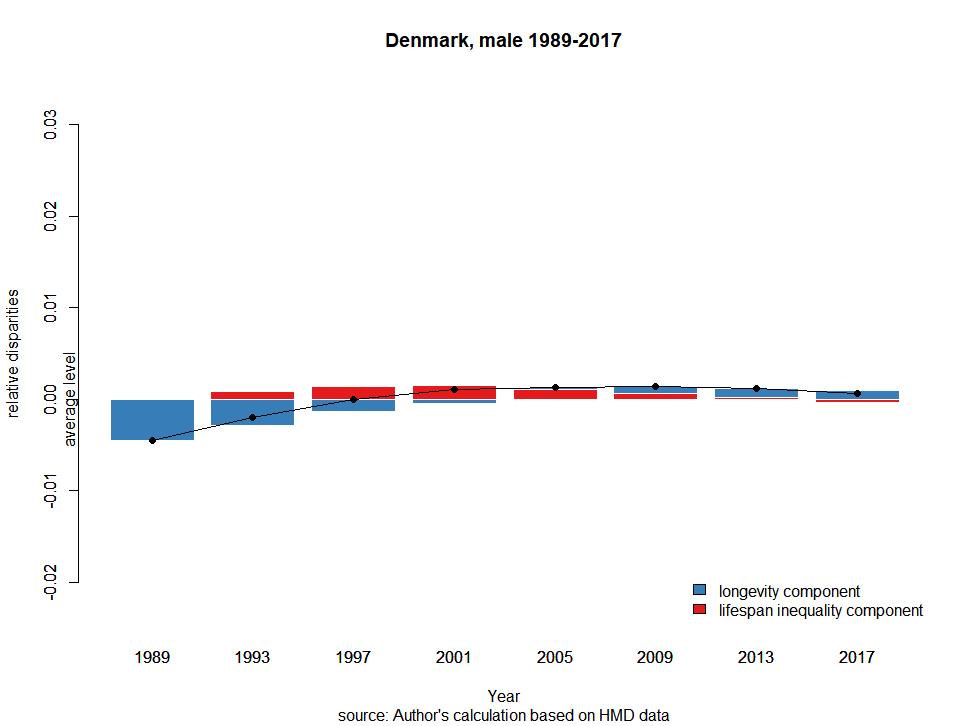 Denmark, male 1989-2017
relative disparities
average level
0.03
0.02
0.01
0.00
-0.01
-0.02
longevity component
lifespan inequality component
1989 1993 1997 2001 2005 2009 2013 2017
Year
source: Author's calculation based on HMD data